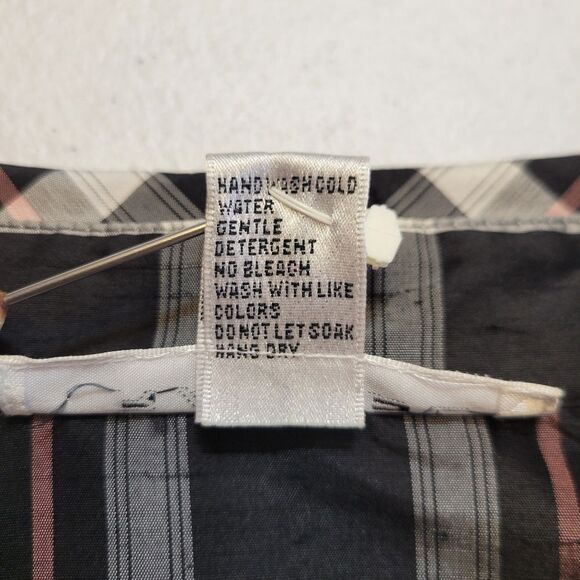 HAND WASH COLD
WATER
GENTLE
DETERGENT
NO BLEACH
WASH WITH LIKE
COLORS
DO NOT LET SOAK
HANG DRY